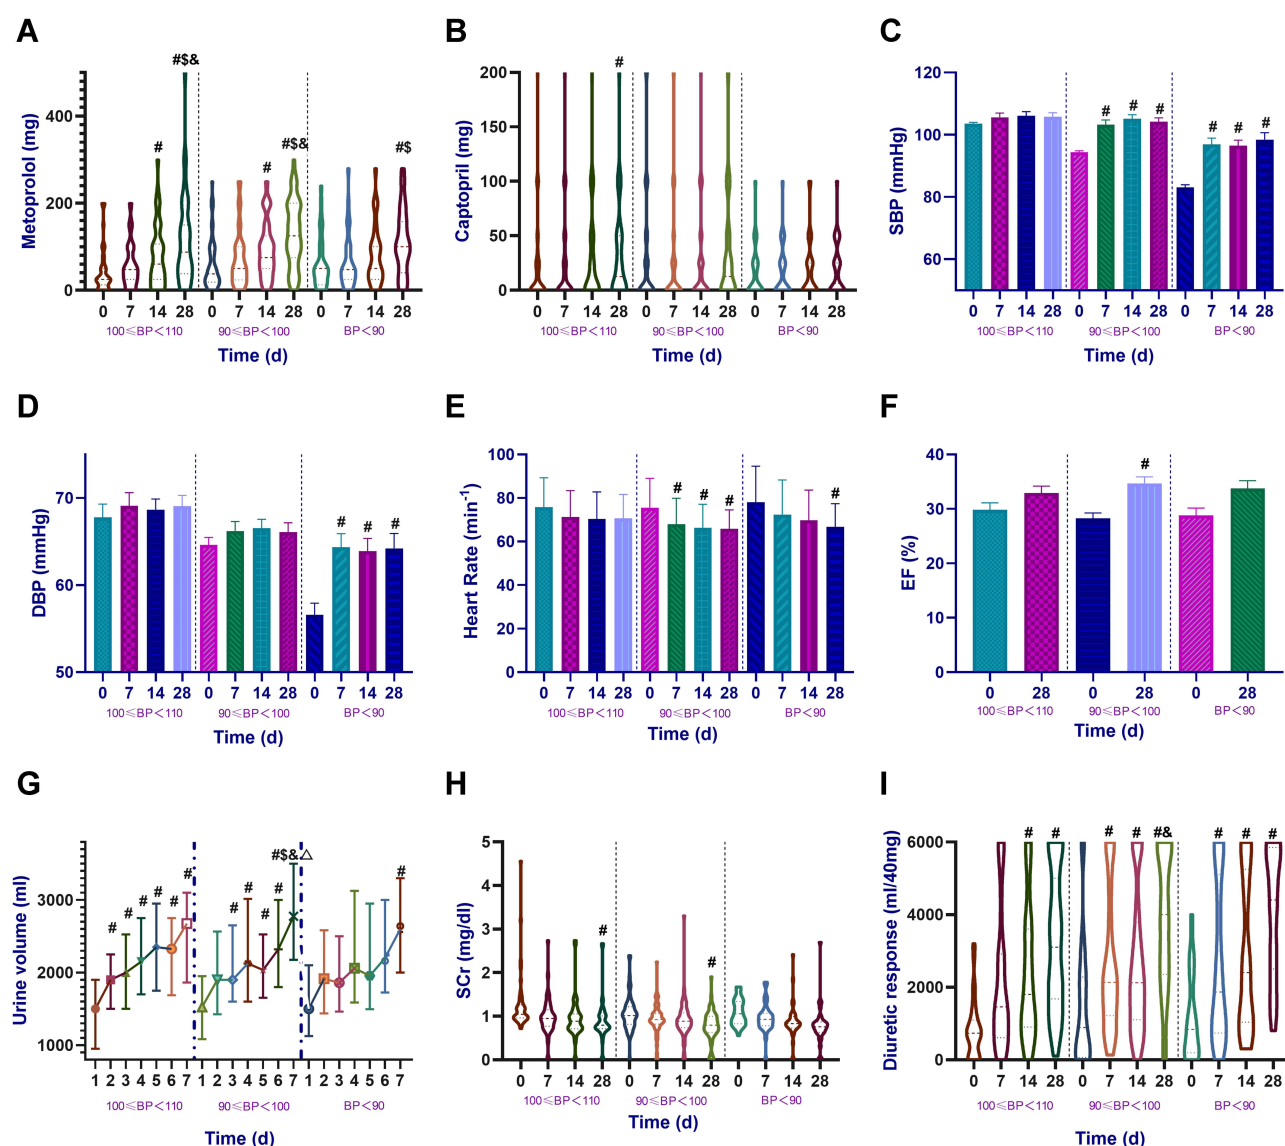 A
Metoprolol (mg)
400
200
0
#
#$&
#
#$&
#$
0 7 14 28 0 7 14 28 0 7 14 28
100≤BP<110 90≤BP<100 BP<90
Time (d)
B
Captopril (mg)
200
150
100
50
0
#
0 7 14 28 0 7 14 28 0 7 14 28
100≤BP<110 90≤BP<100 BP<90
Time (d)
C
SBP (mmHg)
120
100
80
60
# # # # # #
0 7 14 28 0 7 14 28 0 7 14 28
100≤BP<110 90≤BP<100 BP<90
Time (d)
D
DBP (mmHg)
70
60
50
# # #
0 7 14 28 0 7 14 28 0 7 14 28
100≤BP<110 90≤BP<100 BP<90
Time (d)
E
Heart Rate (min⁻¹)
100
80
60
40
20
0
# # # #
0 7 14 28 0 7 14 28 0 7 14 28
100≤BP<110 90≤BP<100 BP<90
Time (d)
F
EF (%)
40
30
20
10
0
#
0 28 0 28 0 28
100≤BP<110 90≤BP<100 BP<90
Time (d)
G
Urine volume (ml)
3000
2000
1000
# # # # # # # # # # #$&△ #
1 2 3 4 5 6 7 1 2 3 4 5 6 7 1 2 3 4 5 6 7
100≤BP<110 90≤BP<100 BP<90
Time (d)
H
SCr (mg/dl)
5
4
3
2
1
0
# #
0 7 14 28 0 7 14 28 0 7 14 28
100≤BP<110 90≤BP<100 BP<90
Time (d)
I
Diuretic response (ml/40mg)
6000
4000
2000
0
# # # # #& # # #
0 7 14 28 0 7 14 28 0 7 14 28
100≤BP<110 90≤BP<100 BP<90
Time (d)